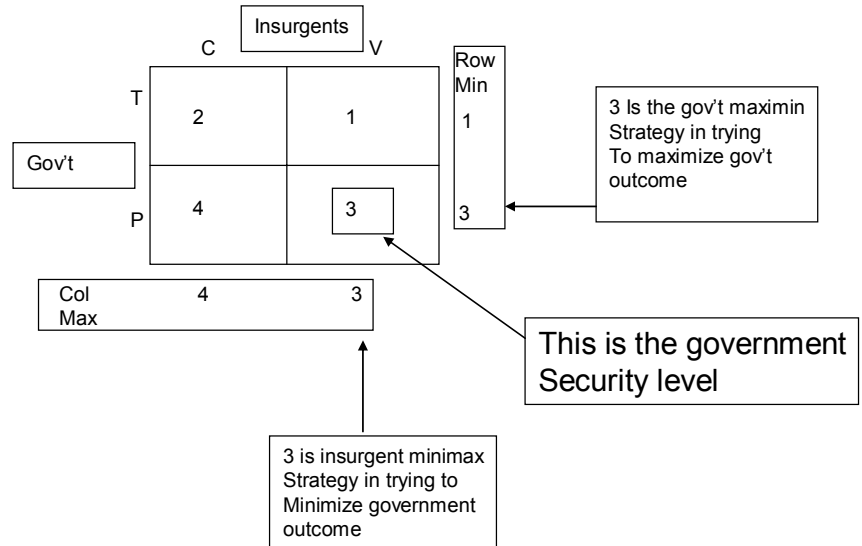 Insurgents
C V
Row
Min
T 2 1 1
Gov't
P 4 3 3
3 Is the gov't maximin
Strategy in trying
To maximize gov't
outcome
Col 4 3
Max
This is the government
Security level
3 is insurgent minimax
Strategy in trying to
Minimize government
outcome